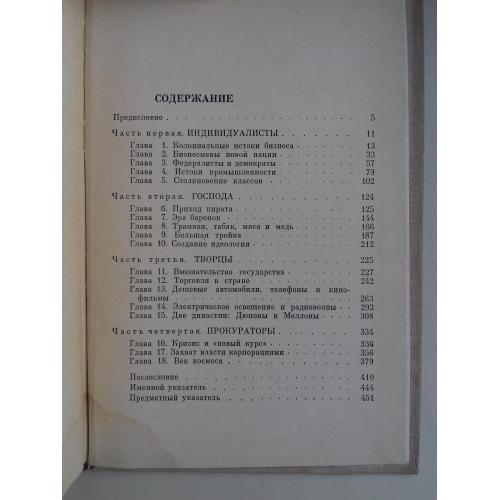 СОДЕРЖАНИЕ
Предисловие . . . . . . . . . . . . . . . . . 5
Часть первая. ИНДИВИДУАЛИСТЫ . . . . . . . 11
Глава 1. Колониальные истоки бизнеса . . . . . . 13
Глава 2. Бизнесмены новой нации . . . . . . . 33
Глава 3. Федералисты и демократы . . . . . . . 57
Глава 4. Истоки промышленности . . . . . . . 79
Глава 5. Столкновение классов . . . . . . . . 102
Часть вторая. ГОСПОДА . . . . . . . . . . . 124
Глава 6. Приход пирата . . . . . . . . . . 125
Глава 7. Эра баронов . . . . . . . . . . . 144
Глава 8. Трамваи, табак, мясо и медь . . . . . . 166
Глава 9. Большая тройка . . . . . . . . . . 187
Глава 10. Создание идеологии . . . . . . . . 212
Часть третья. ТВОРЦЫ . . . . . . . . . . . 225
Глава 11. Вмешательство государства . . . . . . 227
Глава 12. Торговля в стране . . . . . . . . . 242
Глава 13. Дешевые автомобили, телефоны и кино-
фильмы . . . . . . . . . . . . . . . 263
Глава 14. Электрическое освещение и радиоволны . . 292
Глава 15. Две династии: Дюпоны и Меллоны . . . 308
Часть четвертая. ПРОКУРАТОРЫ . . . . . . . 334
Глава 16. Кризис и «новый курс» . . . . . . . 336
Глава 17. Захват власти корпорациями . . . . . . 356
Глава 18. Век космоса . . . . . . . . . . . 379
Послесловие . . . . . . . . . . . . . . . 410
Именной указатель . . . . . . . . . . . . . 444
Предметный указатель . . . . . . . . . . . . 451